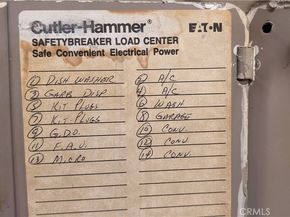 Cutler-Hammer® EATON
SAFETYBREAKER LOAD CENTER
Safe Convenient Electrical Power
① DISH WASHER
③ GARB DISP
⑤ KIT PLUGS
⑦ KIT-PLUGS
⑨ G.D.O.
⑪ F.A.U.
⑬ MICRO
② A/C
④ A/C
⑥ WASH
⑧ GARAGE
⑩ CONV.
⑫ CONV.
⑭ CONV.
CRMLS